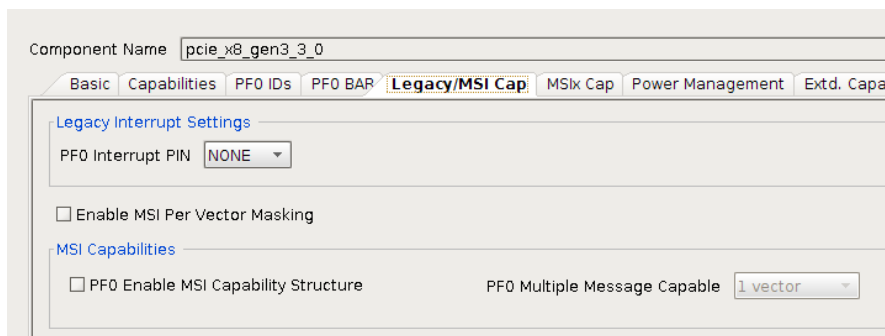 Component Name pcie_x8_gen3_3_0
Basic Capabilities PF0 IDs PF0 BAR Legacy/MSI Cap MSIx Cap Power Management Extd. Capa
Legacy Interrupt Settings
PF0 Interrupt PIN NONE
Enable MSI Per Vector Masking
MSI Capabilities
PF0 Enable MSI Capability Structure PF0 Multiple Message Capable 1 vector